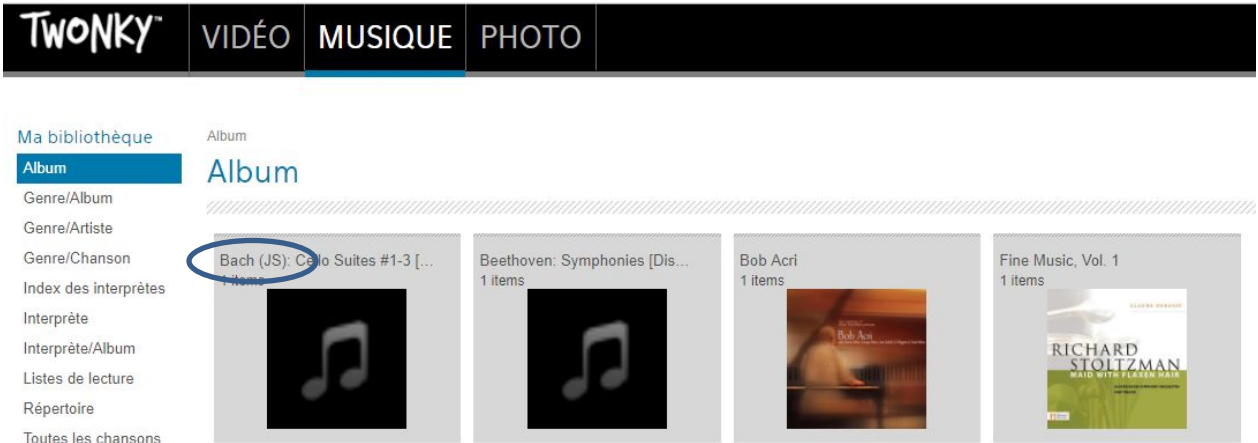 TWONKY™ VIDÉO MUSIQUE PHOTO
Ma bibliothèque
Album
Genre/Album
Genre/Artiste
Genre/Chanson
Index des interprètes
Interprète
Interprète/Album
Listes de lecture
Répertoire
Toutes les chansons
Album
Album
Bach (JS): Cello Suites #1-3 [...
1 items
Beethoven: Symphonies [Dis...
1 items
Bob Acri
1 items
Bob Acri
Fine Music, Vol. 1
1 items
CLAUDE DEBUSSY
RICHARD
STOLTZMAN
MAID WITH FLAXEN HAIR